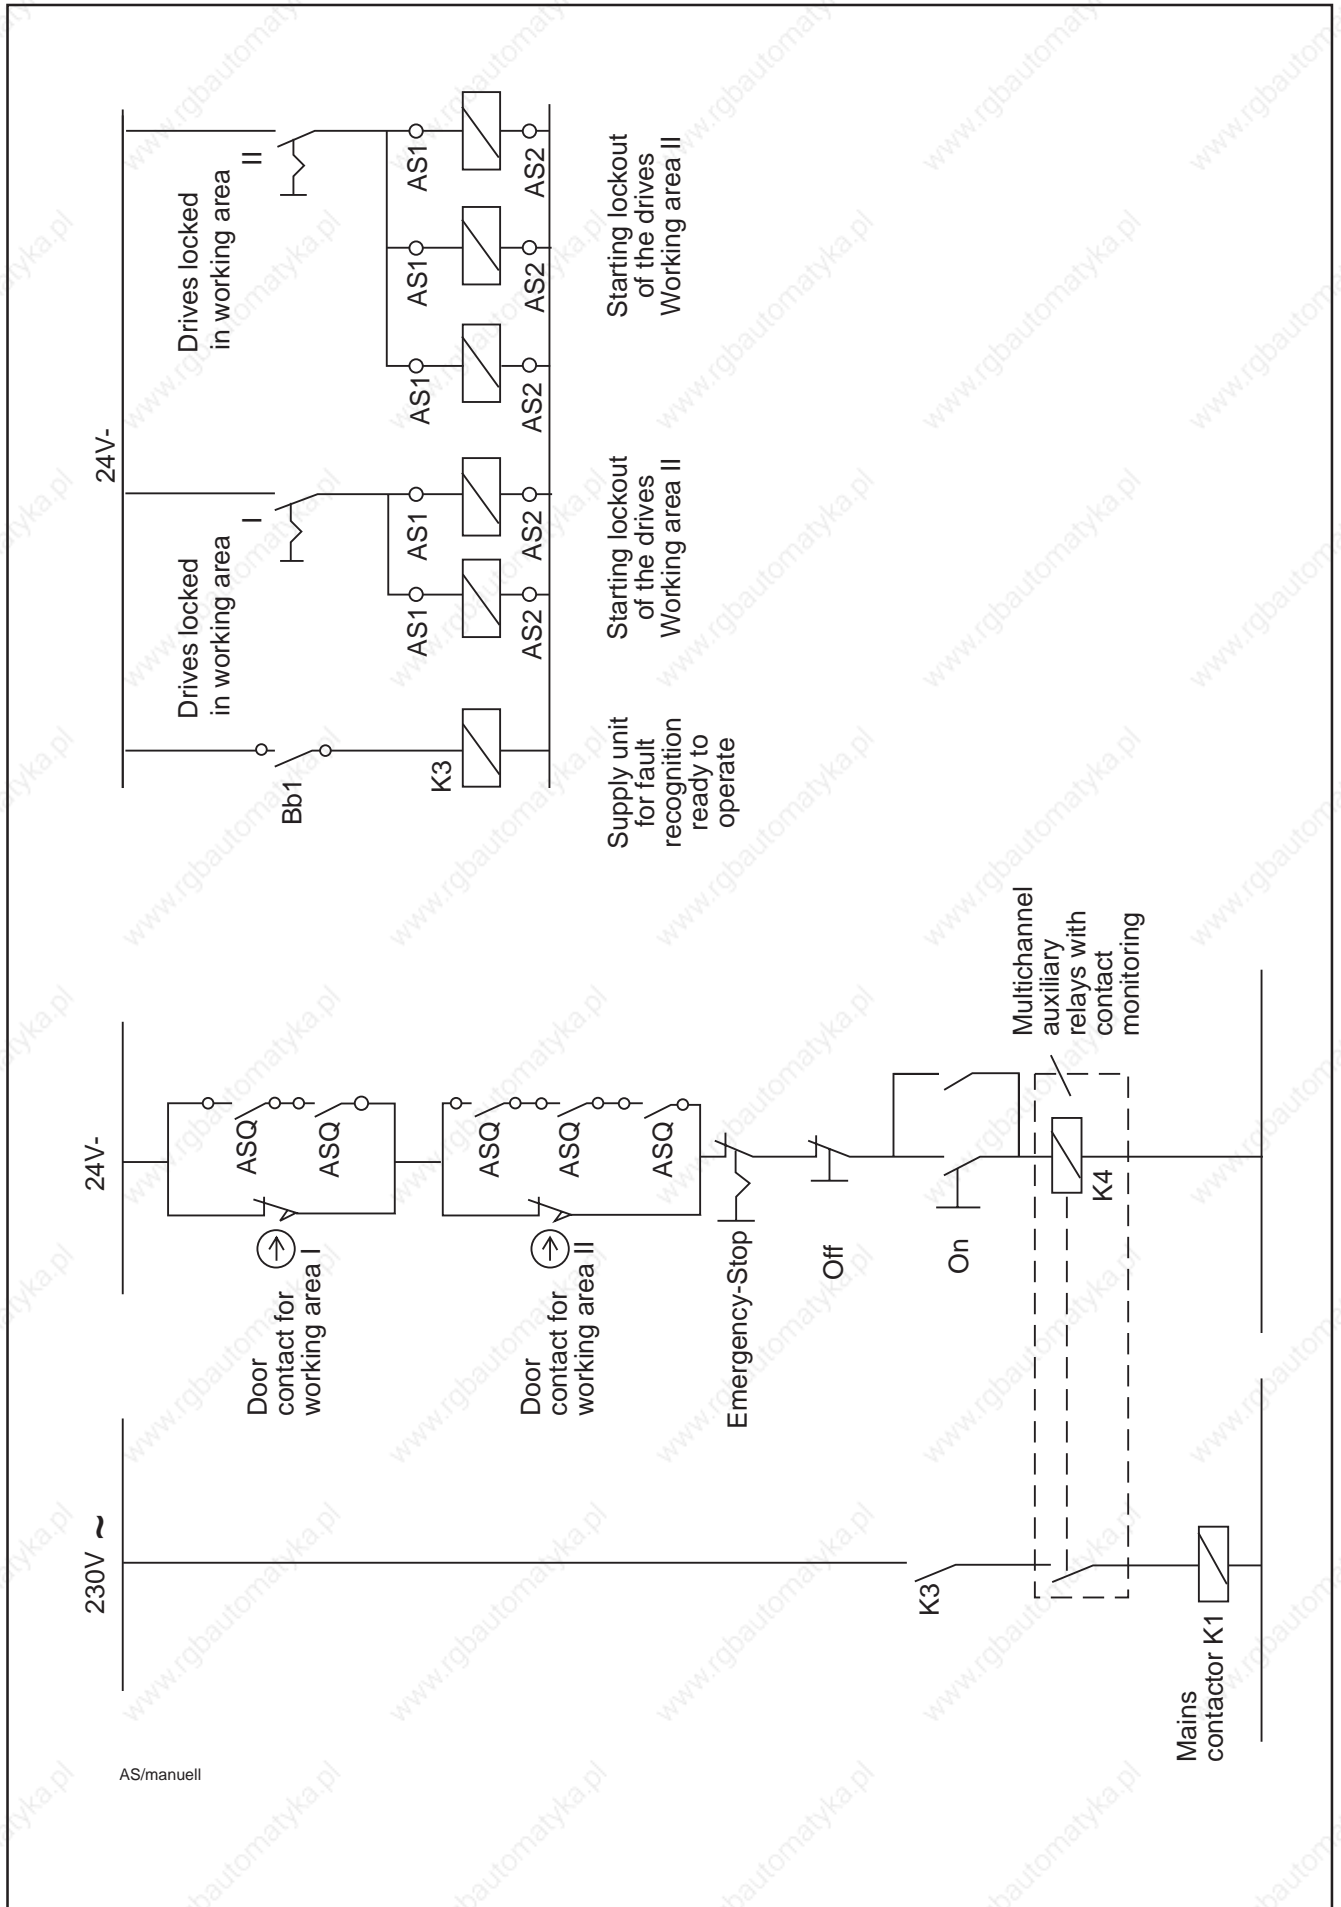 24V-
Drives locked
in working area
II
AS1
AS2
AS1
AS2
AS1
AS2
Starting lockout
of the drives
Working area II
Drives locked
in working area
I
AS1
AS2
AS1
AS2
Starting lockout
of the drives
Working area II
Bb1
K3
Supply unit
for fault
recognition
ready to
operate
24V-
ASQ
ASQ
Door
contact for
working area I
ASQ
ASQ
ASQ
Door
contact for
working area II
Emergency-Stop
Off
On
K4
Multichannel
auxiliary
relays with
contact
monitoring
230V ~
K3
Mains
contactor K1
AS/manuell
www.rgbautomatyka.pl